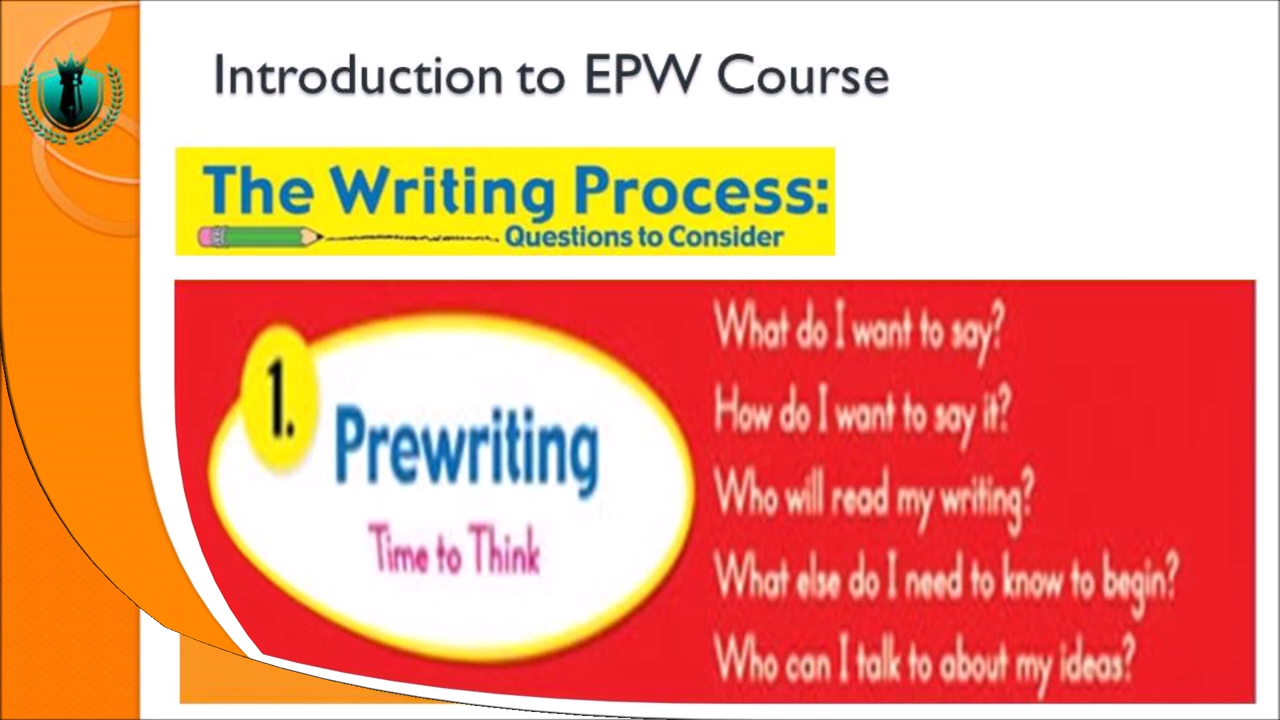 Introduction to EPW Course
The Writing Process:
Questions to Consider
1.
Prewriting
Time to Think
What do I want to say?
How do I want to say it?
Who will read my writing?
What else do I need to know to begin?
Who can I talk to about my ideas?